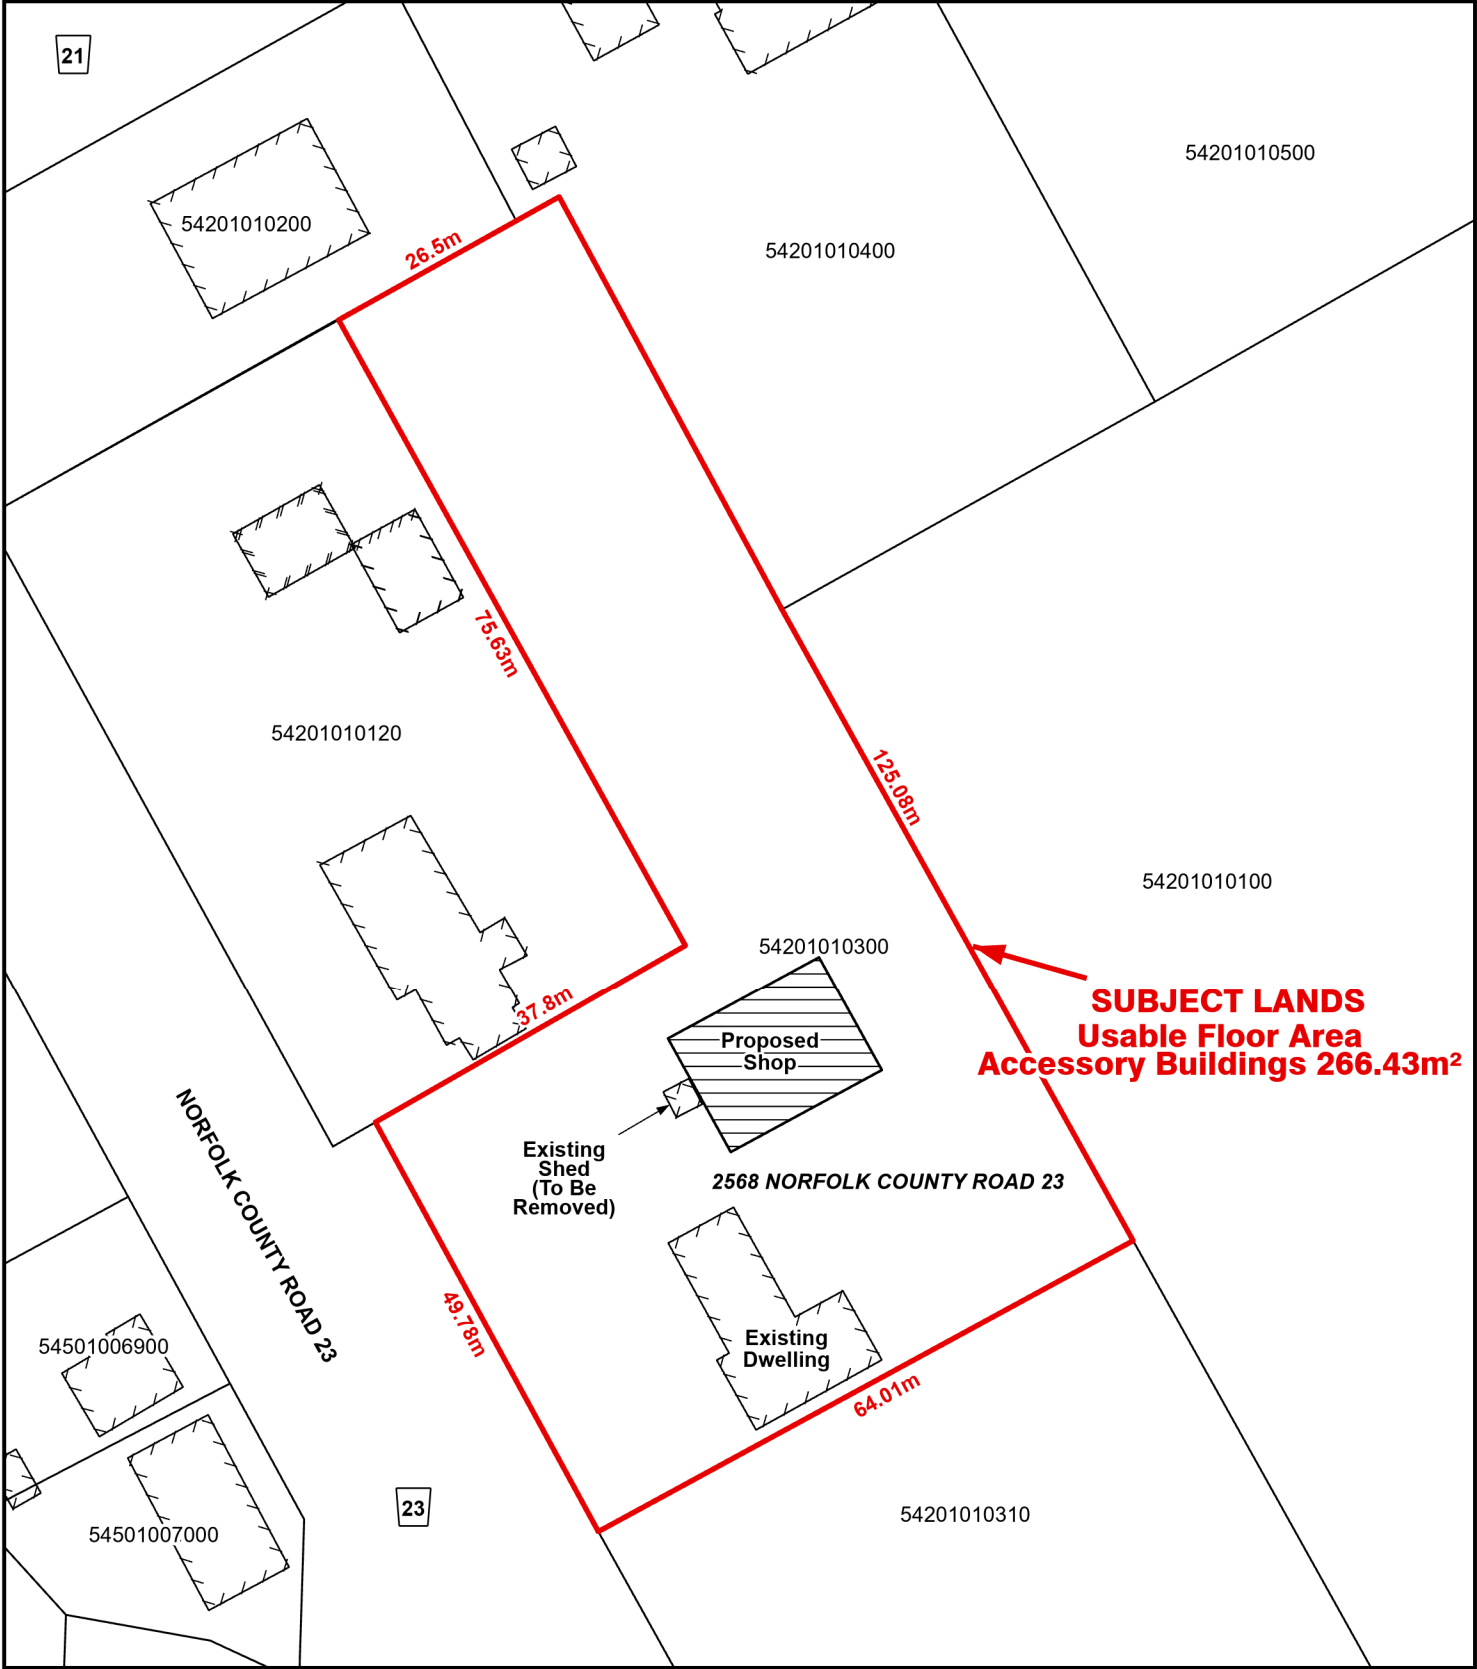 21
54201010500
54201010200
26.5m
54201010400
75.63m
54201010120
125.08m
54201010100
54201010300
SUBJECT LANDS
Usable Floor Area
Accessory Buildings 266.43m²
37.8m
Proposed
Shop
Existing
Shed
(To Be
Removed)
2568 NORFOLK COUNTY ROAD 23
NORFOLK COUNTY ROAD 23
49.78m
Existing
Dwelling
64.01m
54501006900
23
54201010310
54501007000